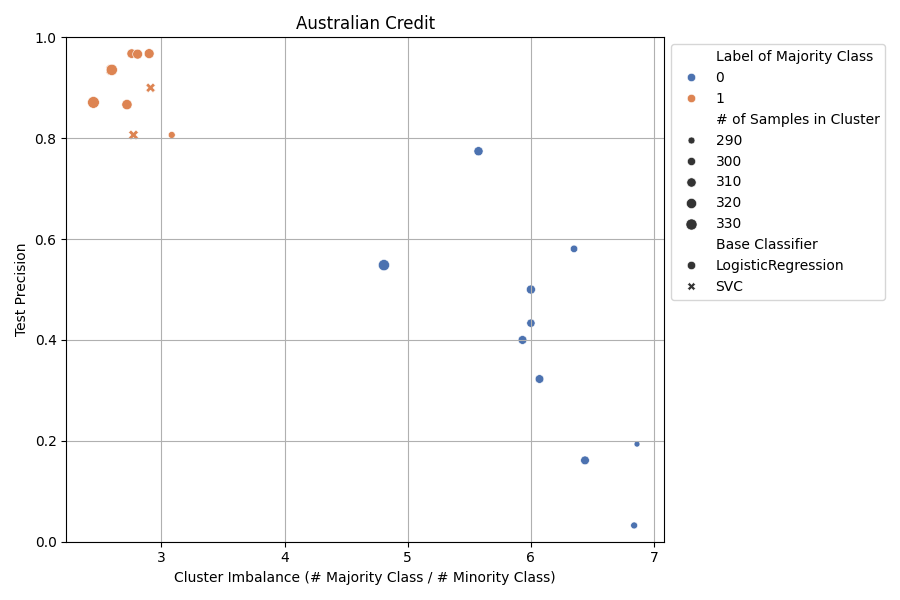 Australian Credit
Test Precision
1.0
0.8
0.6
0.4
0.2
0.0
3 4 5 6 7
Cluster Imbalance (# Majority Class / # Minority Class)
Label of Majority Class
0
1
# of Samples in Cluster
290
300
310
320
330
Base Classifier
LogisticRegression
SVC